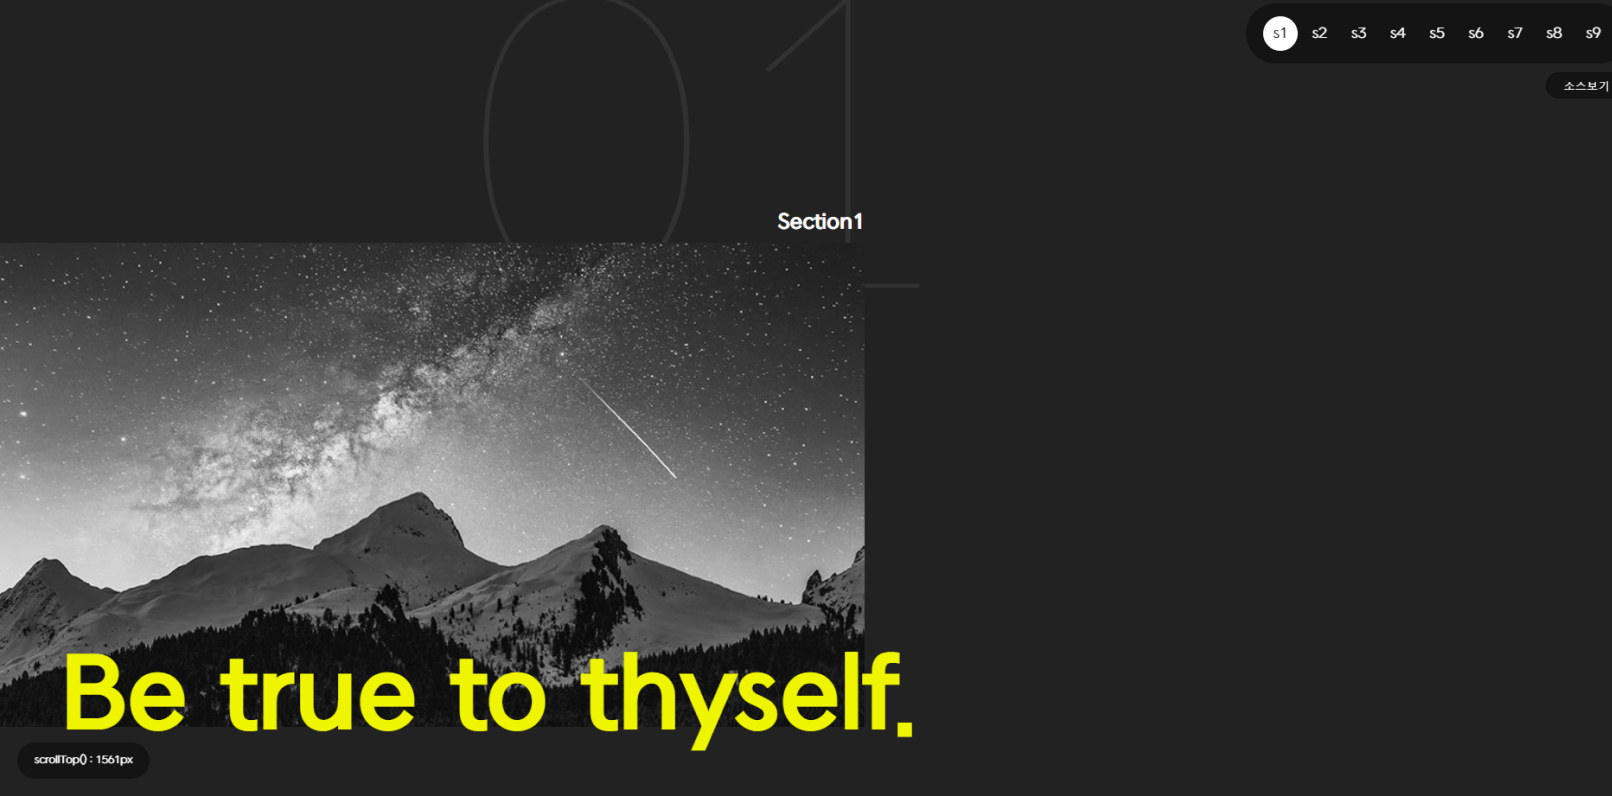 01
s1 s2 s3 s4 s5 s6 s7 s8 s9
소스보기
Section1
Be true to thyself.
scrollTop() : 1561px